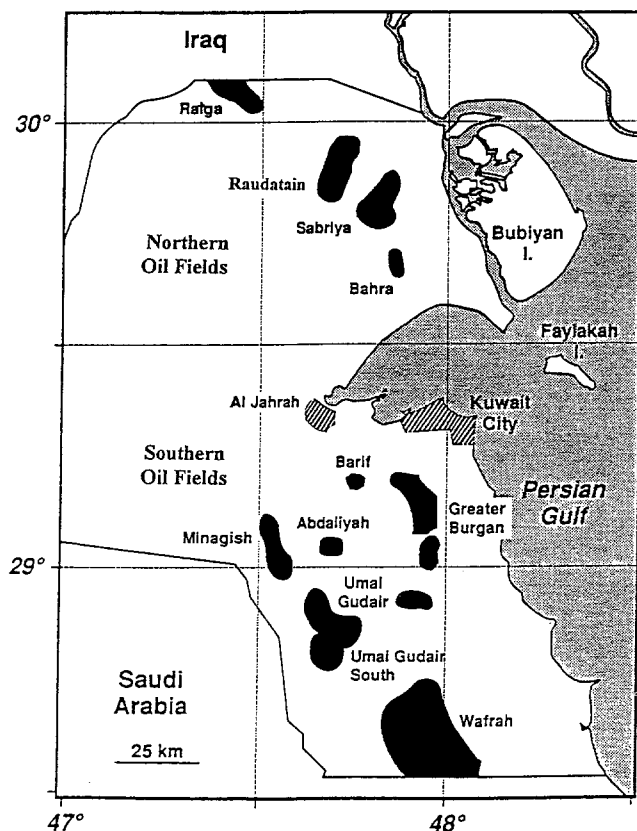 Iraq
Ratga
30°
Raudatain
Sabriya
Bubiyan
I.
Northern
Oil Fields
Bahra
Faylakah
I.
Al Jahrah
Kuwait
City
Southern
Oil Fields
Barif
Persian
Gulf
Greater
Burgan
Abdaliyah
Minagish
29°
Umal
Gudair
Umal Gudair
South
Saudi
Arabia
Wafrah
25 km
47°
48°